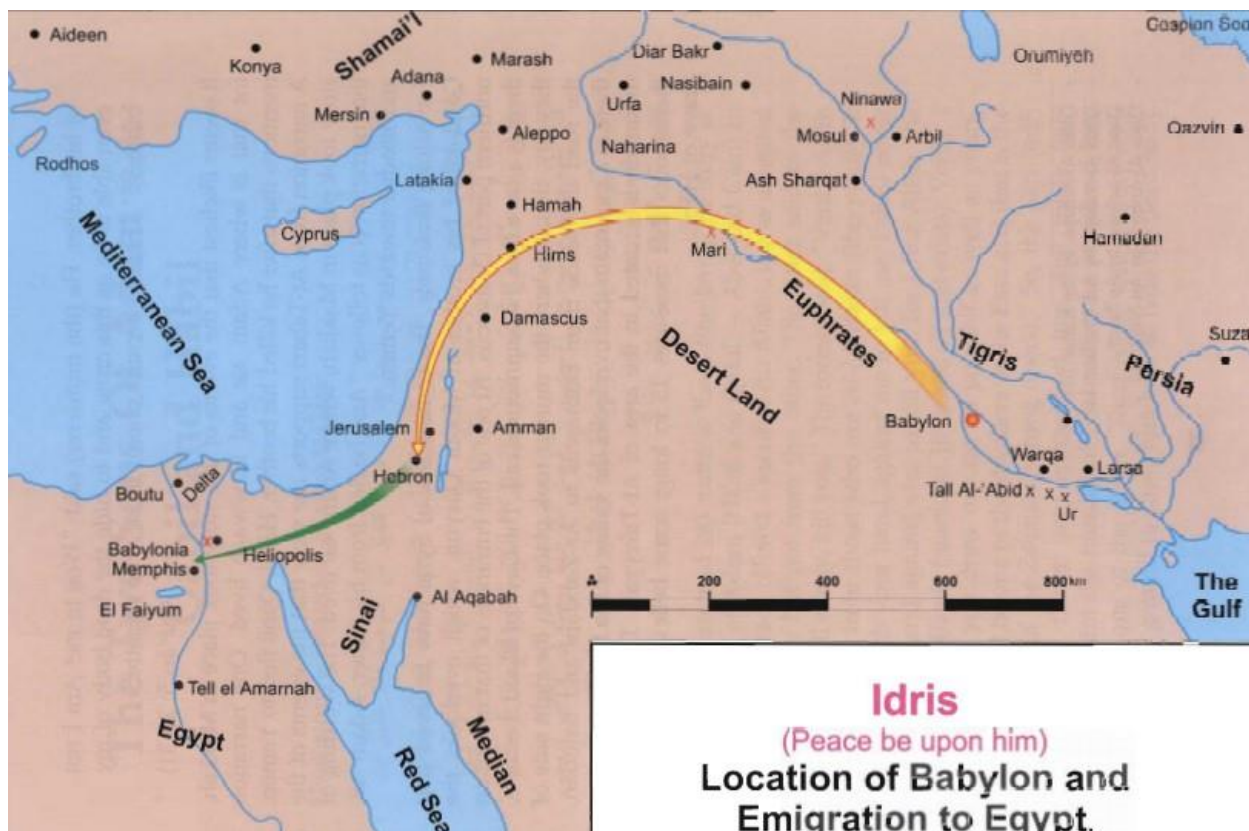 Aideen
Konya
Shamai'l
Adana
Marash
Diar Bakr
Orumiyeh
Mersin
Urfa
Nasibain
Ninawa
Rodhos
Aleppo
Naharina
Mosul
Arbil
Qazvin
Latakia
Ash Sharqat
Hamah
Cyprus
Hims
Mari
Hamadan
Mediterranean Sea
Damascus
Desert Land
Euphrates
Tigris
Persia
Suza
Jerusalem
Amman
Babylon
Hebron
Warqa
Larsa
Boutu
Delta
Tall Al-'Abid x x x
Ur
Babylonia
Heliopolis
Memphis
El Faiyum
Sinai
Al Aqabah
200 400 600 800 km
The
Gulf
Tell el Amarnah
Egypt
Red Sea
Median
Idris
(Peace be upon him)
Location of Babylon and
Emigration to Egypt.